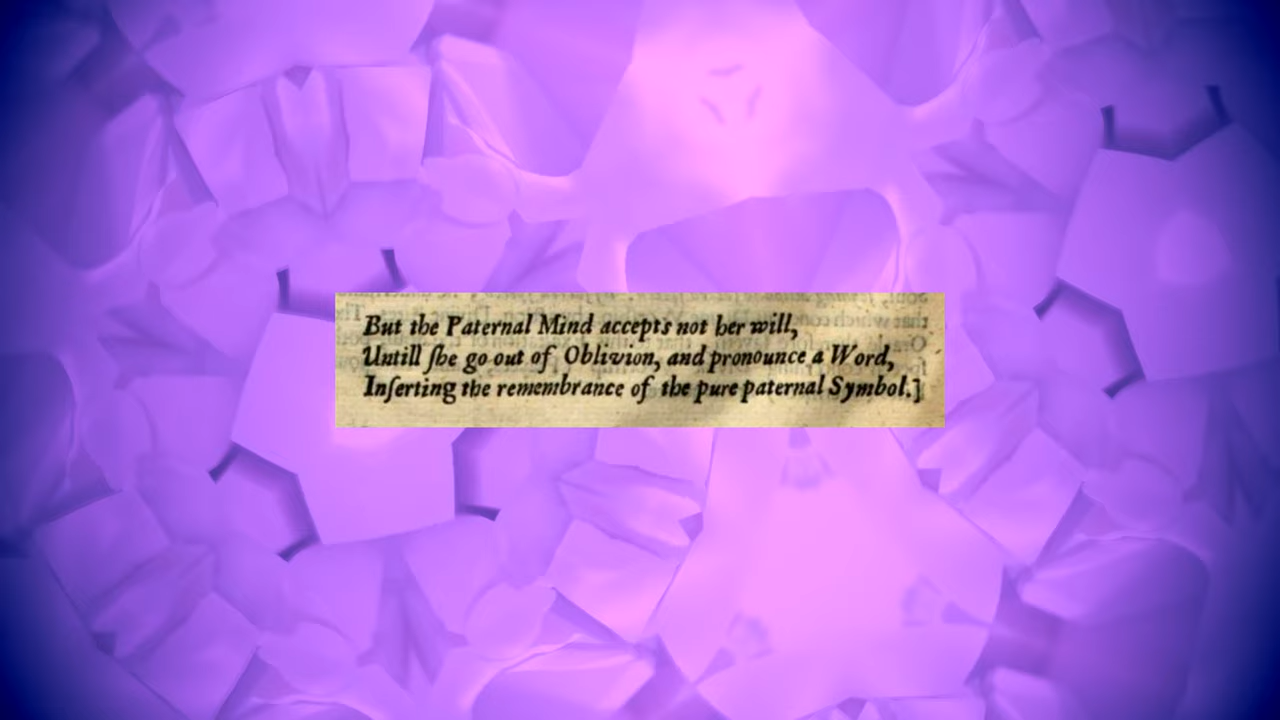 But the Paternal Mind accepts not her will,
Untill ſhe go out of Oblivion, and pronounce a Word,
Inſerting the remembrance of the pure paternal Symbol.]